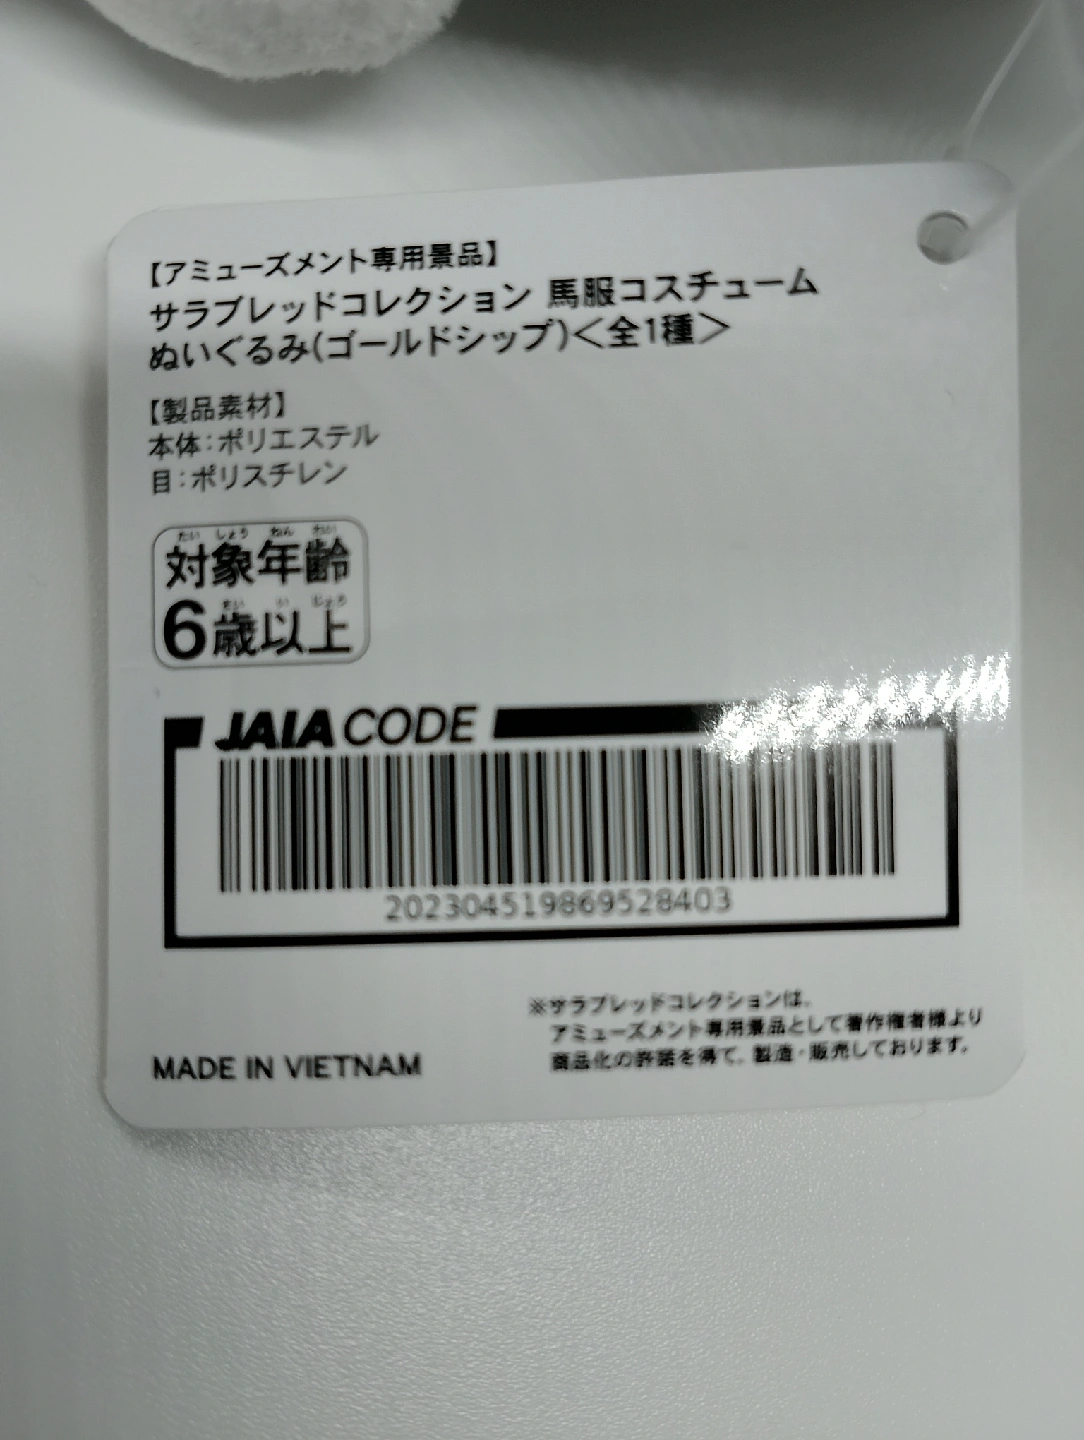 【アミューズメント専用景品】
サラブレッドコレクション 馬服コスチューム
ぬいぐるみ(ゴールドシップ)＜全1種＞
【製品素材】
本体：ポリエステル
目：ポリスチレン
たい しょう ねん れい
対象年齢
さい い じょう
6歳以上
JAIA CODE
202304519869528403
※サラブレッドコレクションは、
アミューズメント専用景品として著作権者様より
商品化の許諾を得て、製造・販売しております。
MADE IN VIETNAM